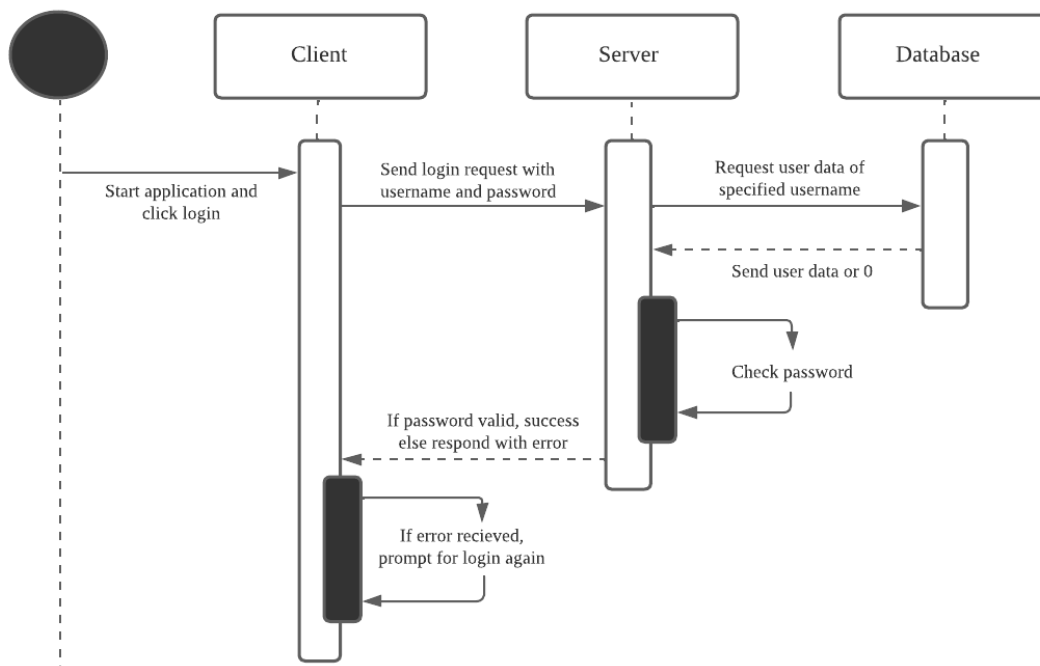 Client
Server
Database
Start application and
click login
Send login request with
username and password
Request user data of
specified username
Send user data or 0
Check password
If password valid, success
else respond with error
If error recieved,
prompt for login again